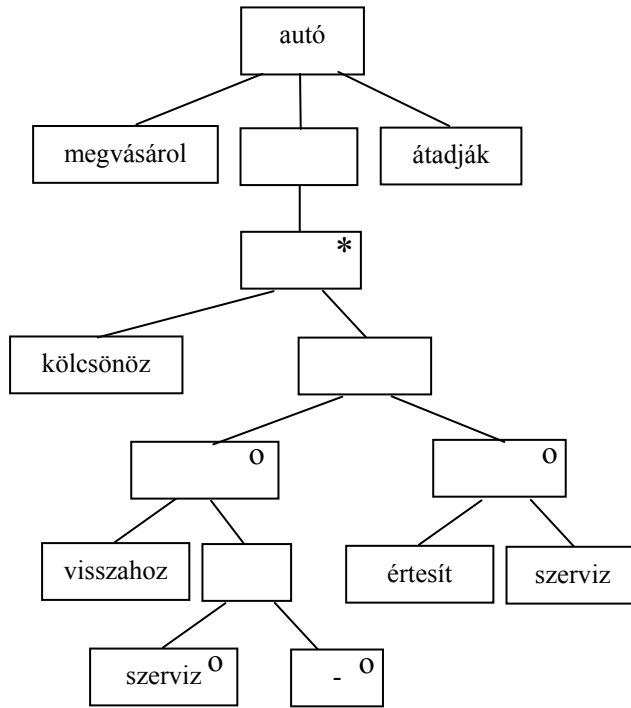 autó
megvásárol
átadják
*
kölcsönöz
o
o
visszahoz
értesít
szerviz
szerviz o
- o